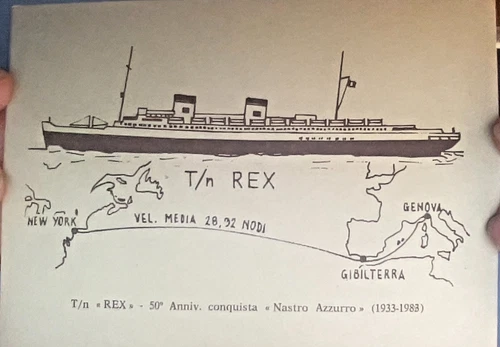 T/n REX
GENOVA
NEW YORK
VEL. MEDIA 28,92 NODI
GIBILTERRA
T/n « REX » - 50° Anniv. conquista « Nastro Azzurro » (1933-1983)